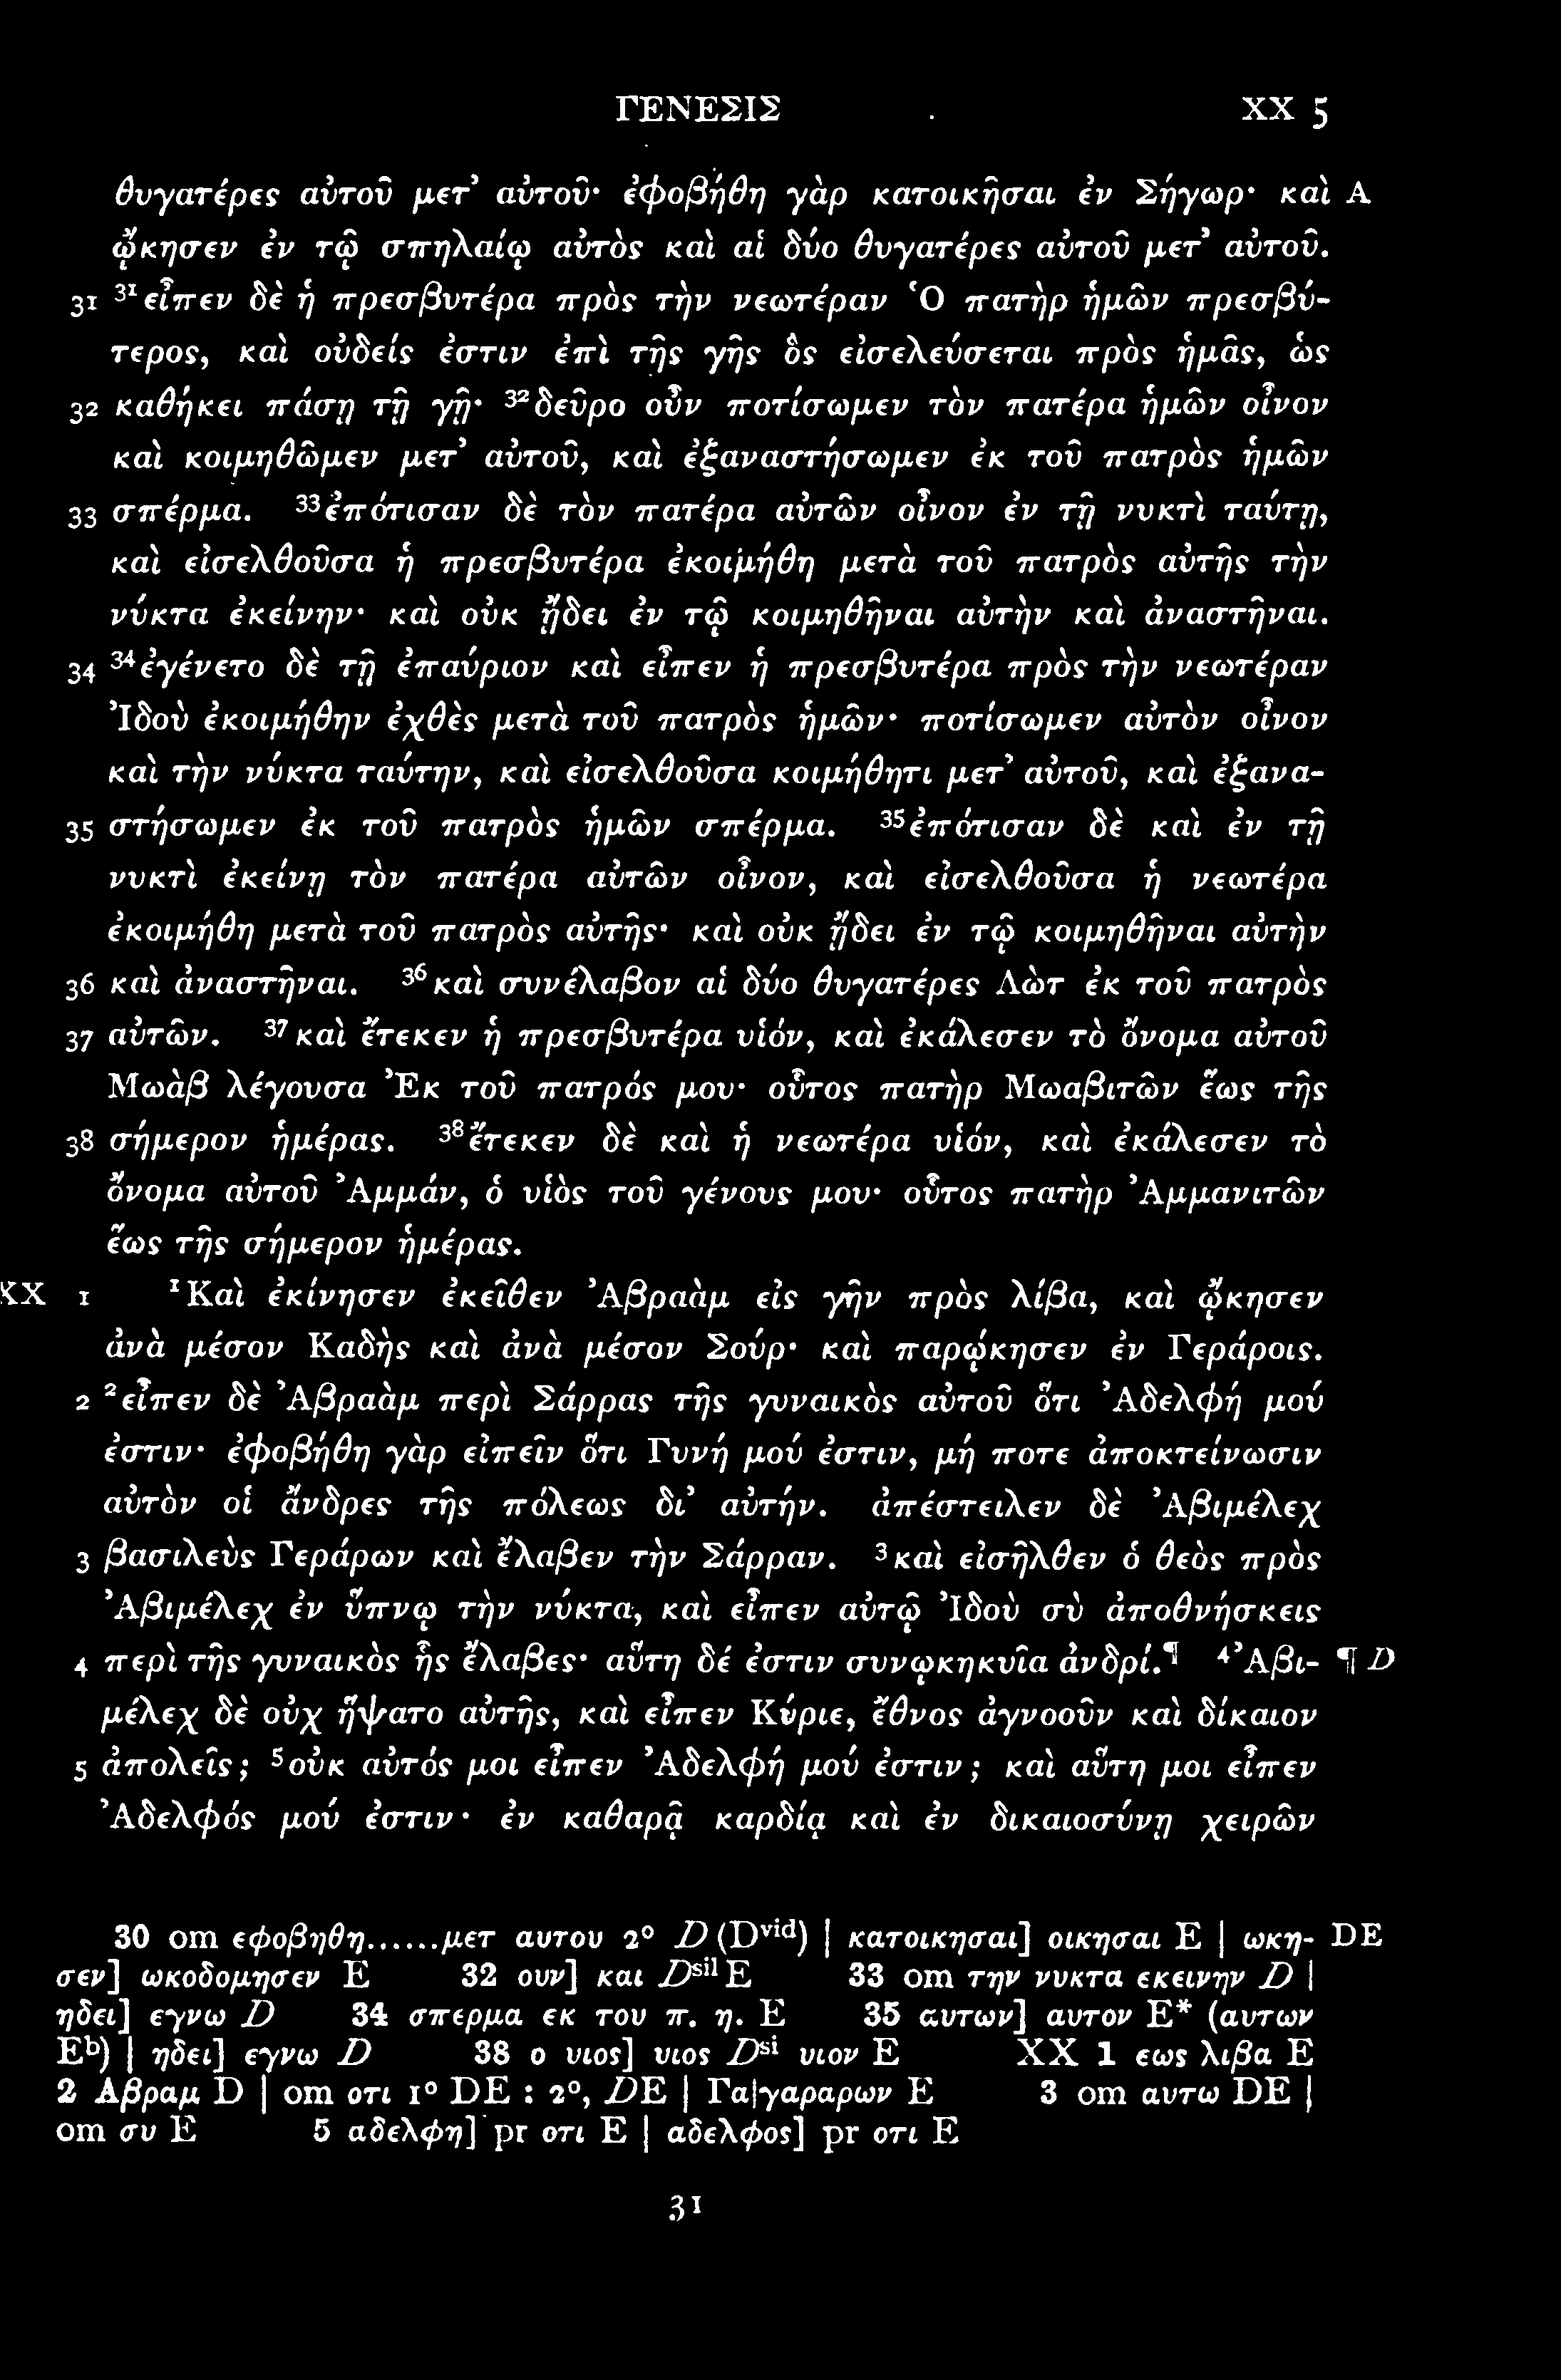 ΓΕΝΕΣΙΣ XX 5
θυγατέρες αὐτοῦ μετ’ αὐτοῦ· ἐφοβήθη γὰρ κατοικῆσαι ἐν Σήγωρ· καὶ A
ᾤκησεν ἐν τῷ σπηλαίῳ αὐτὸς καὶ αἱ δύο θυγατέρες αὐτοῦ μετ’ αὐτοῦ.
31 ³¹εἶπεν δὲ ἡ πρεσβυτέρα πρὸς τὴν νεωτέραν Ὁ πατὴρ ἡμῶν πρεσβύ-
τερος, καὶ οὐδείς ἐστιν ἐπὶ τῆς γῆς ὃς εἰσελεύσεται πρὸς ἡμᾶς, ὡς
32 καθήκει πάσῃ τῇ γῇ· ³²δεῦρο οὖν ποτίσωμεν τὸν πατέρα ἡμῶν οἶνον
καὶ κοιμηθῶμεν μετ’ αὐτοῦ, καὶ ἐξαναστήσωμεν ἐκ τοῦ πατρὸς ἡμῶν
33 σπέρμα. ³³ἐπότισαν δὲ τὸν πατέρα αὐτῶν οἶνον ἐν τῇ νυκτὶ ταύτῃ,
καὶ εἰσελθοῦσα ἡ πρεσβυτέρα ἐκοιμήθη μετὰ τοῦ πατρὸς αὐτῆς τὴν
νύκτα ἐκείνην· καὶ οὐκ ᾔδει ἐν τῷ κοιμηθῆναι αὐτὴν καὶ ἀναστῆναι.
34 ³⁴ἐγένετο δὲ τῇ ἐπαύριον καὶ εἶπεν ἡ πρεσβυτέρα πρὸς τὴν νεωτέραν
Ἰδοὺ ἐκοιμήθην ἐχθὲς μετὰ τοῦ πατρὸς ἡμῶν· ποτίσωμεν αὐτὸν οἶνον
καὶ τὴν νύκτα ταύτην, καὶ εἰσελθοῦσα κοιμήθητι μετ’ αὐτοῦ, καὶ ἐξανα-
35 στήσωμεν ἐκ τοῦ πατρὸς ἡμῶν σπέρμα. ³⁵ἐπότισαν δὲ καὶ ἐν τῇ
νυκτὶ ἐκείνῃ τὸν πατέρα αὐτῶν οἶνον, καὶ εἰσελθοῦσα ἡ νεωτέρα
ἐκοιμήθη μετὰ τοῦ πατρὸς αὐτῆς· καὶ οὐκ ᾔδει ἐν τῷ κοιμηθῆναι αὐτὴν
36 καὶ ἀναστῆναι. ³⁶καὶ συνέλαβον αἱ δύο θυγατέρες Λὼτ ἐκ τοῦ πατρὸς
37 αὐτῶν. ³⁷καὶ ἔτεκεν ἡ πρεσβυτέρα υἱόν, καὶ ἐκάλεσεν τὸ ὄνομα αὐτοῦ
Μωὰβ λέγουσα Ἐκ τοῦ πατρός μου· οὗτος πατὴρ Μωαβιτῶν ἕως τῆς
38 σήμερον ἡμέρας. ³⁸ἔτεκεν δὲ καὶ ἡ νεωτέρα υἱόν, καὶ ἐκάλεσεν τὸ
ὄνομα αὐτοῦ Ἀμμάν, ὁ υἱὸς τοῦ γένους μου· οὗτος πατὴρ Ἀμμανιτῶν
ἕως τῆς σήμερον ἡμέρας.
XX 1 ¹Καὶ ἐκίνησεν ἐκεῖθεν Ἀβραὰμ εἰς γῆν πρὸς λίβα, καὶ ᾤκησεν
ἀνὰ μέσον Καδὴς καὶ ἀνὰ μέσον Σούρ· καὶ παρῴκησεν ἐν Γεράροις.
2 ²εἶπεν δὲ Ἀβραὰμ περὶ Σάρρας τῆς γυναικὸς αὐτοῦ ὅτι Ἀδελφή μού
ἐστιν· ἐφοβήθη γὰρ εἰπεῖν ὅτι Γυνή μού ἐστιν, μή ποτε ἀποκτείνωσιν
αὐτὸν οἱ ἄνδρες τῆς πόλεως δι’ αὐτήν. ἀπέστειλεν δὲ Ἀβιμέλεχ
3 βασιλεὺς Γεράρων καὶ ἔλαβεν τὴν Σάρραν. ³καὶ εἰσῆλθεν ὁ θεὸς πρὸς
Ἀβιμέλεχ ἐν ὕπνῳ τὴν νύκτα, καὶ εἶπεν αὐτῷ Ἰδοὺ σὺ ἀποθνήσκεις
4 περὶ τῆς γυναικὸς ἧς ἔλαβες· αὕτη δέ ἐστιν συνῳκηκυῖα ἀνδρί.¶ ⁴Ἀβι- ¶ D
μέλεχ δὲ οὐχ ἥψατο αὐτῆς, καὶ εἶπεν Κύριε, ἔθνος ἀγνοοῦν καὶ δίκαιον
5 ἀπολεῖς; ⁵οὐκ αὐτός μοι εἶπεν Ἀδελφή μού ἐστιν; καὶ αὕτη μοι εἶπεν
Ἀδελφός μού ἐστιν· ἐν καθαρᾷ καρδίᾳ καὶ ἐν δικαιοσύνῃ χειρῶν
30 om εφοβηθη......μετ αυτου 2° D (Dvid) | κατοικησαι] οικησαι E | ωκη- DE
σεν] ωκοδομησεν E 32 ουν] και Dsil E 33 om την νυκτα εκεινην D |
ηδει] εγνω D 34 σπερμα εκ του π. η. E 35 αυτων] αυτον E* (αυτων
Eb) | ηδει] εγνω D 38 ο υιος] υιος Dsi υιον E XX 1 εως λιβα E
2 Αβραμ D | om οτι 1° DE : 2°, DE | Γα|γαραρων E 3 om αυτω DE |
om συ E 5 αδελφη] pr οτι E | αδελφος] pr οτι E
31